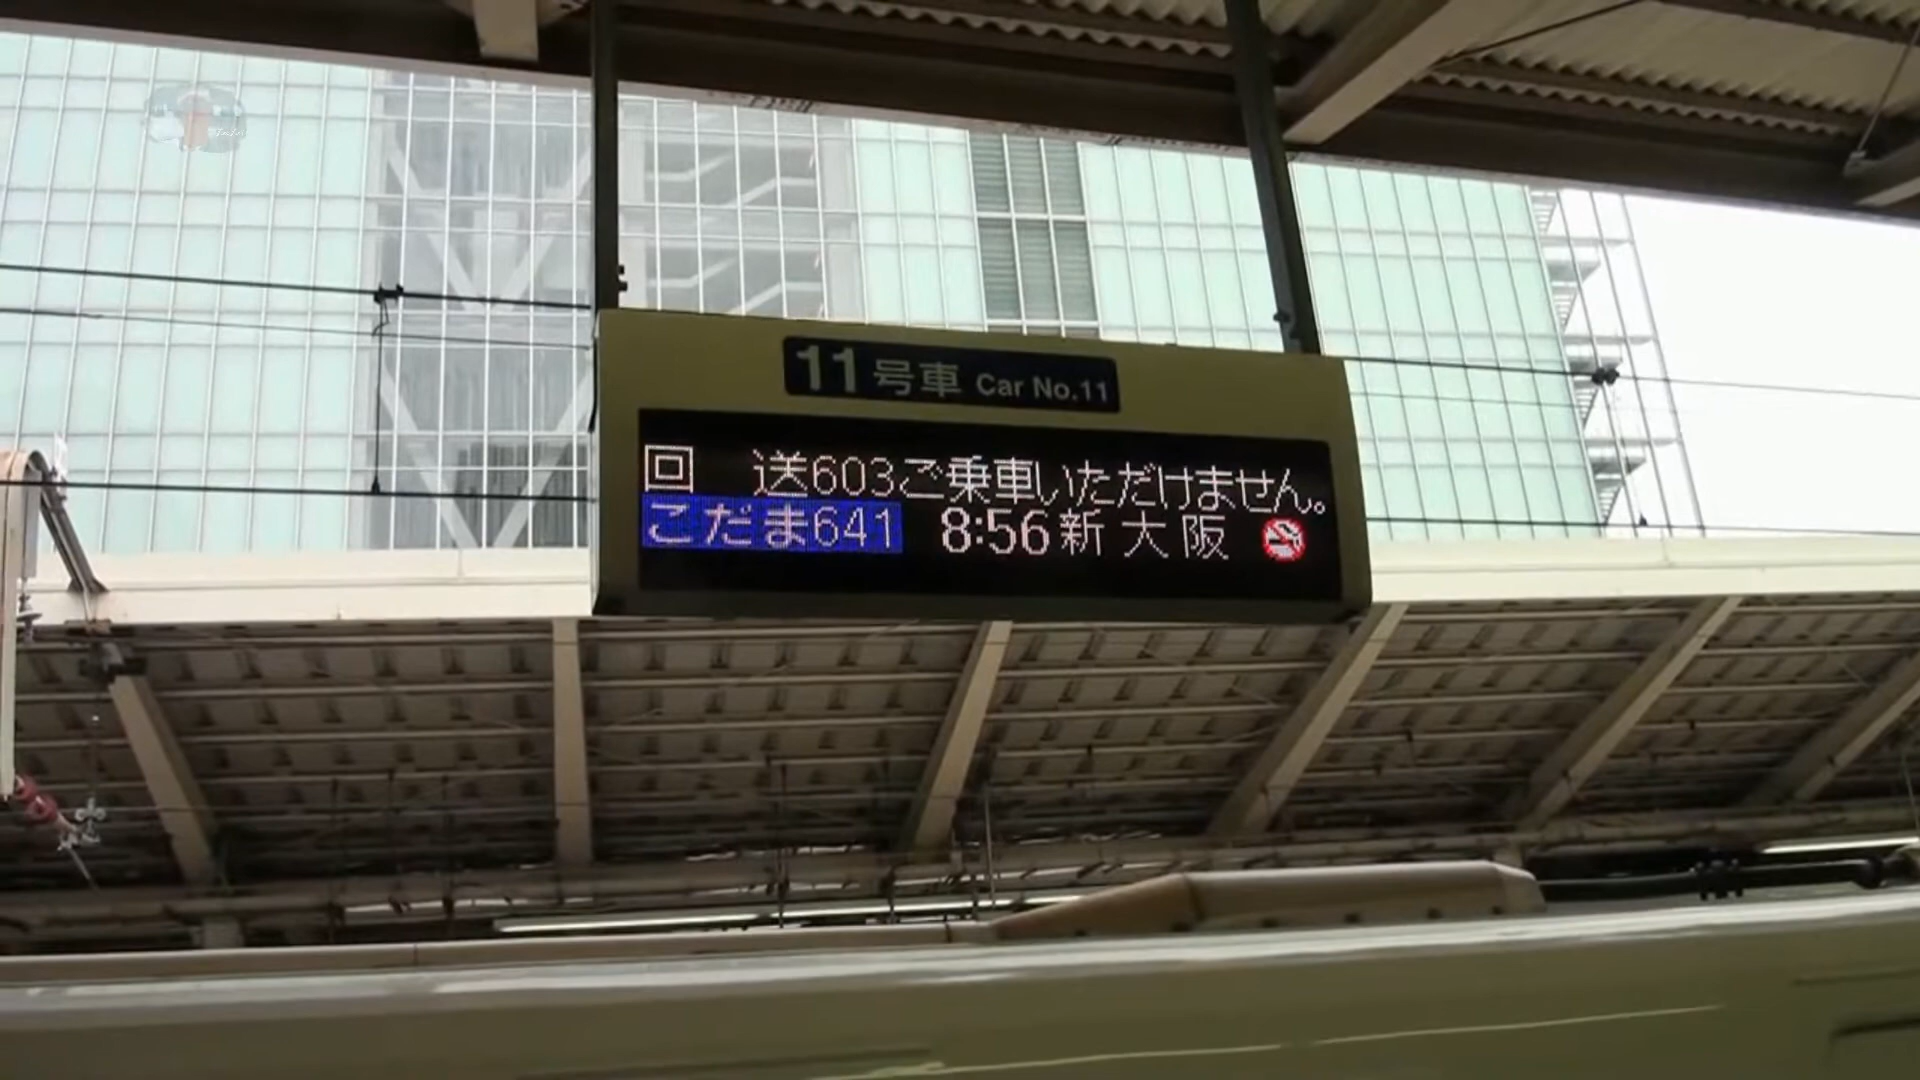 11号車 Car No.11
回　送603ご乗車いただけません。
こだま641 8:56新大阪